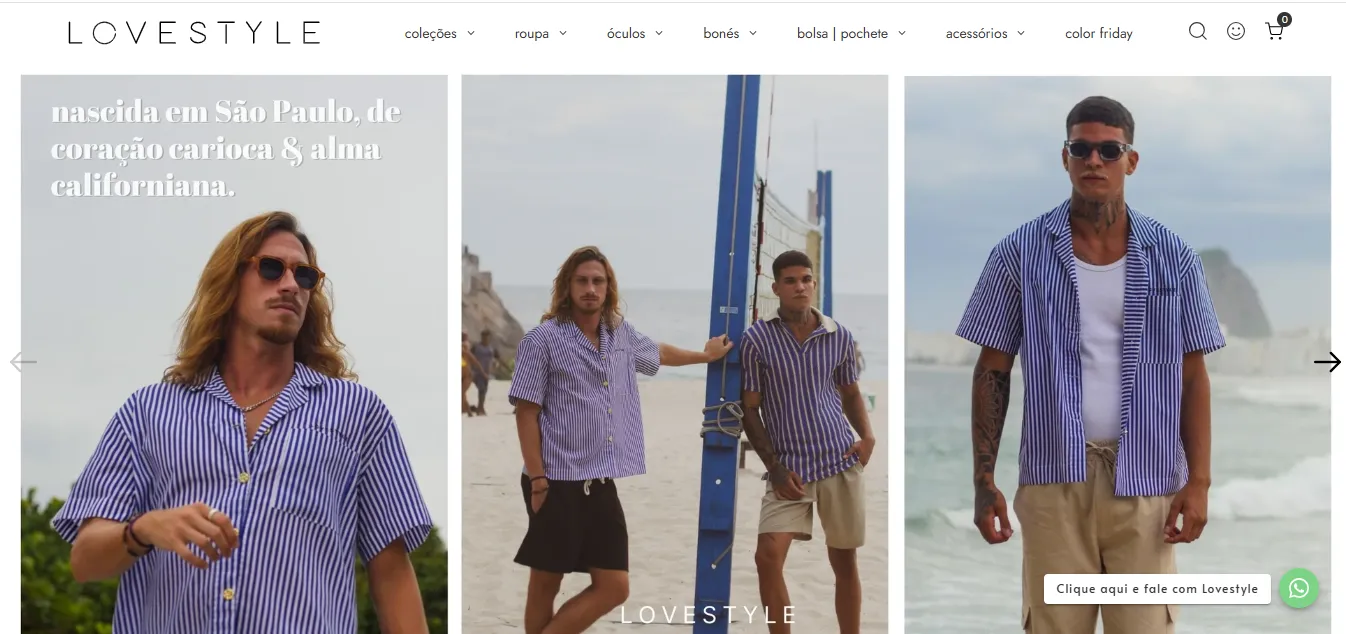 LOVESTYLE
coleções
roupa
óculos
bonés
bolsa | pochete
acessórios
color friday
0
nascida em São Paulo, de
coração carioca & alma
californiana.
LOVESTYLE
Clique aqui e fale com Lovestyle